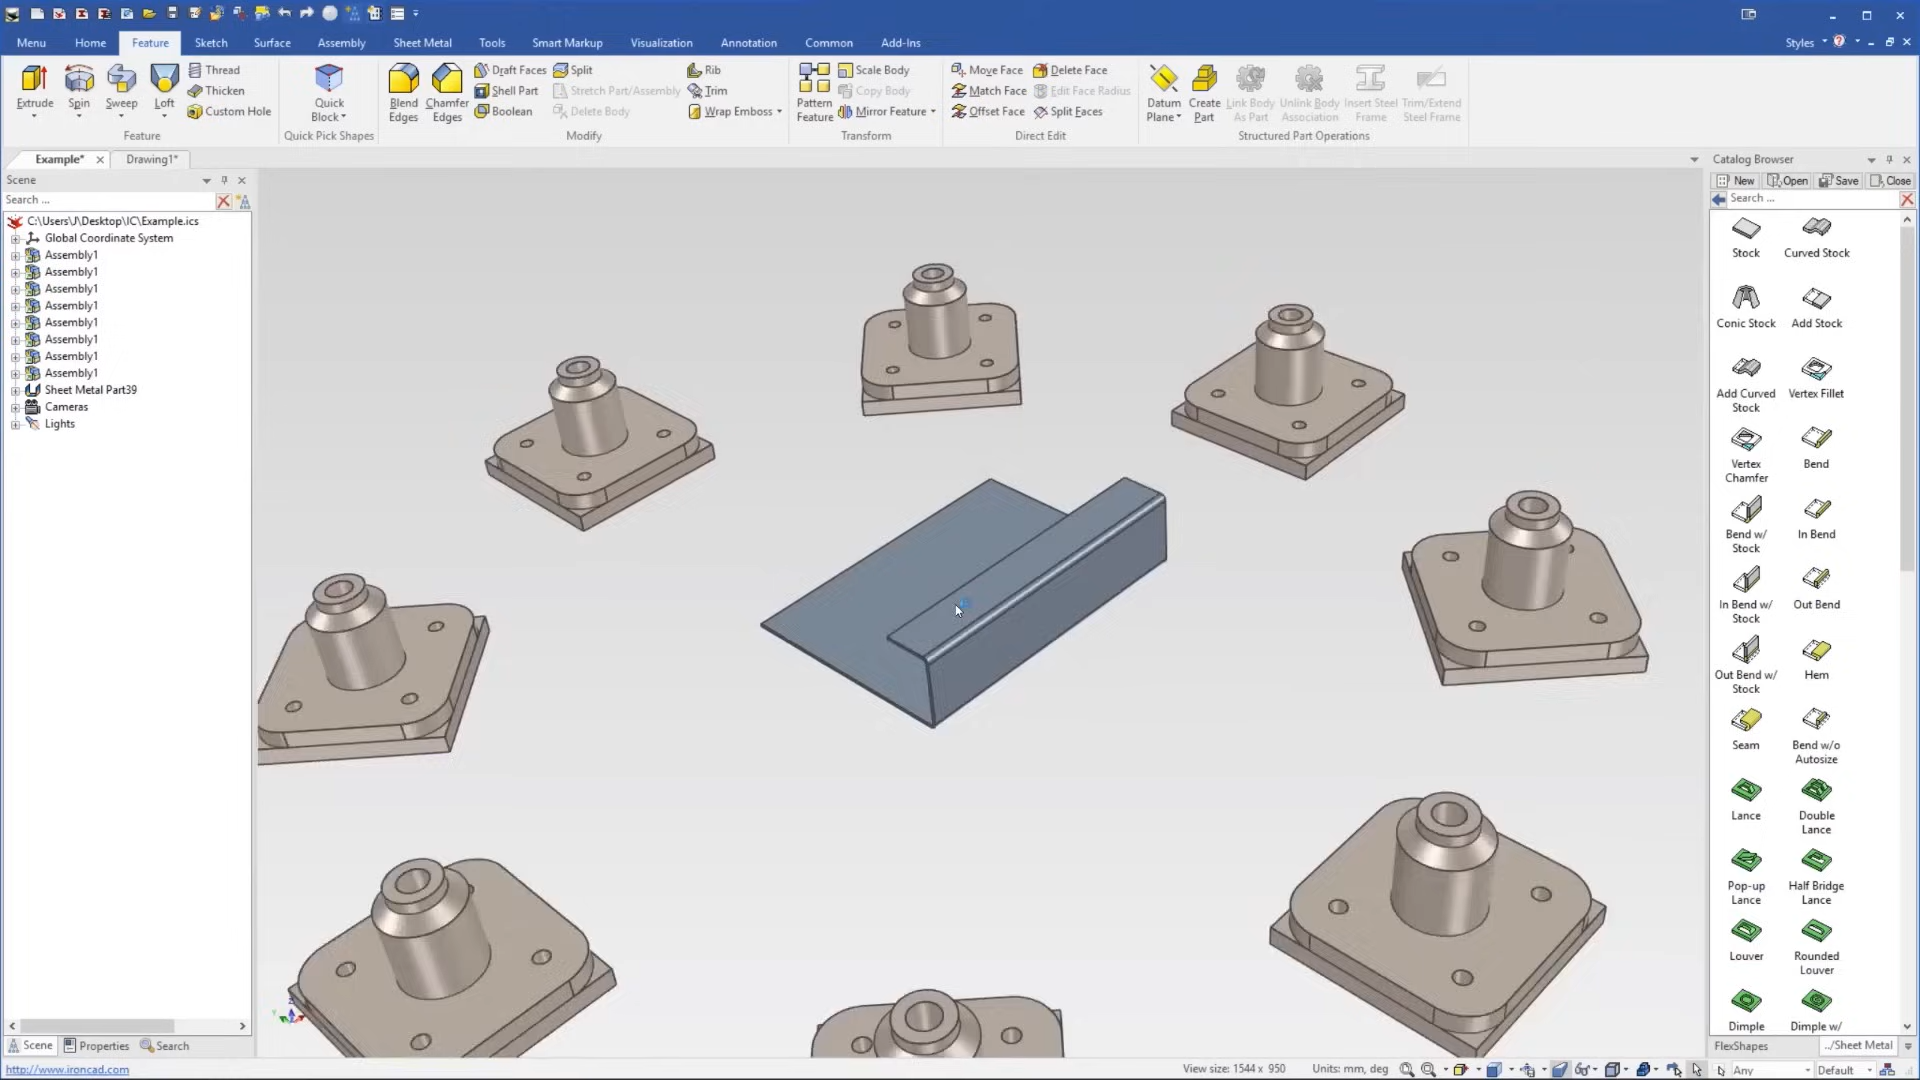 Menu Home Feature Sketch Surface Assembly Sheet Metal Tools Smart Markup Visualization Annotation Common Add-Ins Styles
Extrude Spin Sweep Loft Thread Thicken Custom Hole
Feature
Quick Block
Quick Pick Shapes
Blend Edges Chamfer Edges Draft Faces Shell Part Boolean Split Stretch Part/Assembly Delete Body Rib Trim Wrap Emboss
Modify
Pattern Feature Scale Body Copy Body Mirror Feature
Transform
Move Face Match Face Offset Face Delete Face Edit Face Radius Split Faces
Direct Edit
Datum Plane Create Part Link Body As Part Unlink Body Association Insert Steel Frame Trim/Extend Steel Frame
Structured Part Operations
Example* Drawing1*
Scene
Search ...
C:\Users\J\Desktop\IC\Example.ics
Global Coordinate System
Assembly1
Assembly1
Assembly1
Assembly1
Assembly1
Assembly1
Assembly1
Assembly1
Sheet Metal Part39
Cameras
Lights
Scene Properties Search
Catalog Browser
New Open Save Close
Search ...
Stock Curved Stock
Conic Stock Add Stock
Add Curved Stock Vertex Fillet
Vertex Chamfer Bend
Bend w/ Stock In Bend
In Bend w/ Stock Out Bend
Out Bend w/ Stock Hem
Seam Bend w/o Autosize
Lance Double Lance
Pop-up Lance Half Bridge Lance
Louver Rounded Louver
Dimple Dimple w/
FlexShapes ../Sheet Metal
http://www.ironcad.com View size: 1544 x 950 Units: mm, deg Any Default